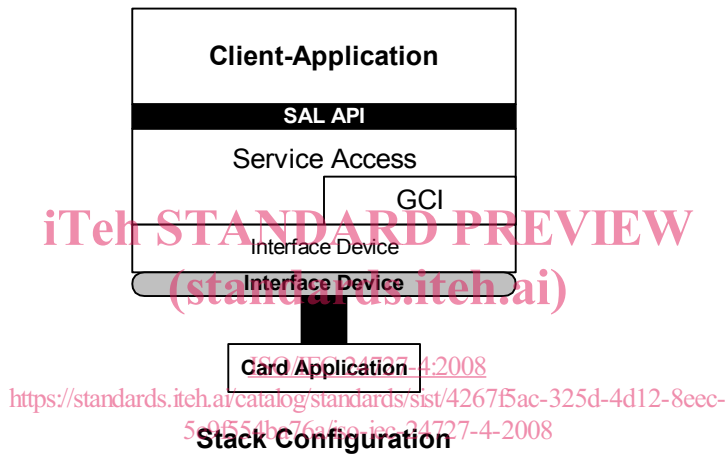 Client-Application
SAL API
Service Access
GCI
iTeh STANDARD PREVIEW
Interface Device
Interface Device
(standards.iteh.ai)
Card Application
ISO/IEC 24727-4:2008
https://standards.iteh.ai/catalog/standards/sist/4267f5ac-325d-4d12-8eec-
5e9f554ba76a/iso-iec-24727-4-2008
Stack Configuration